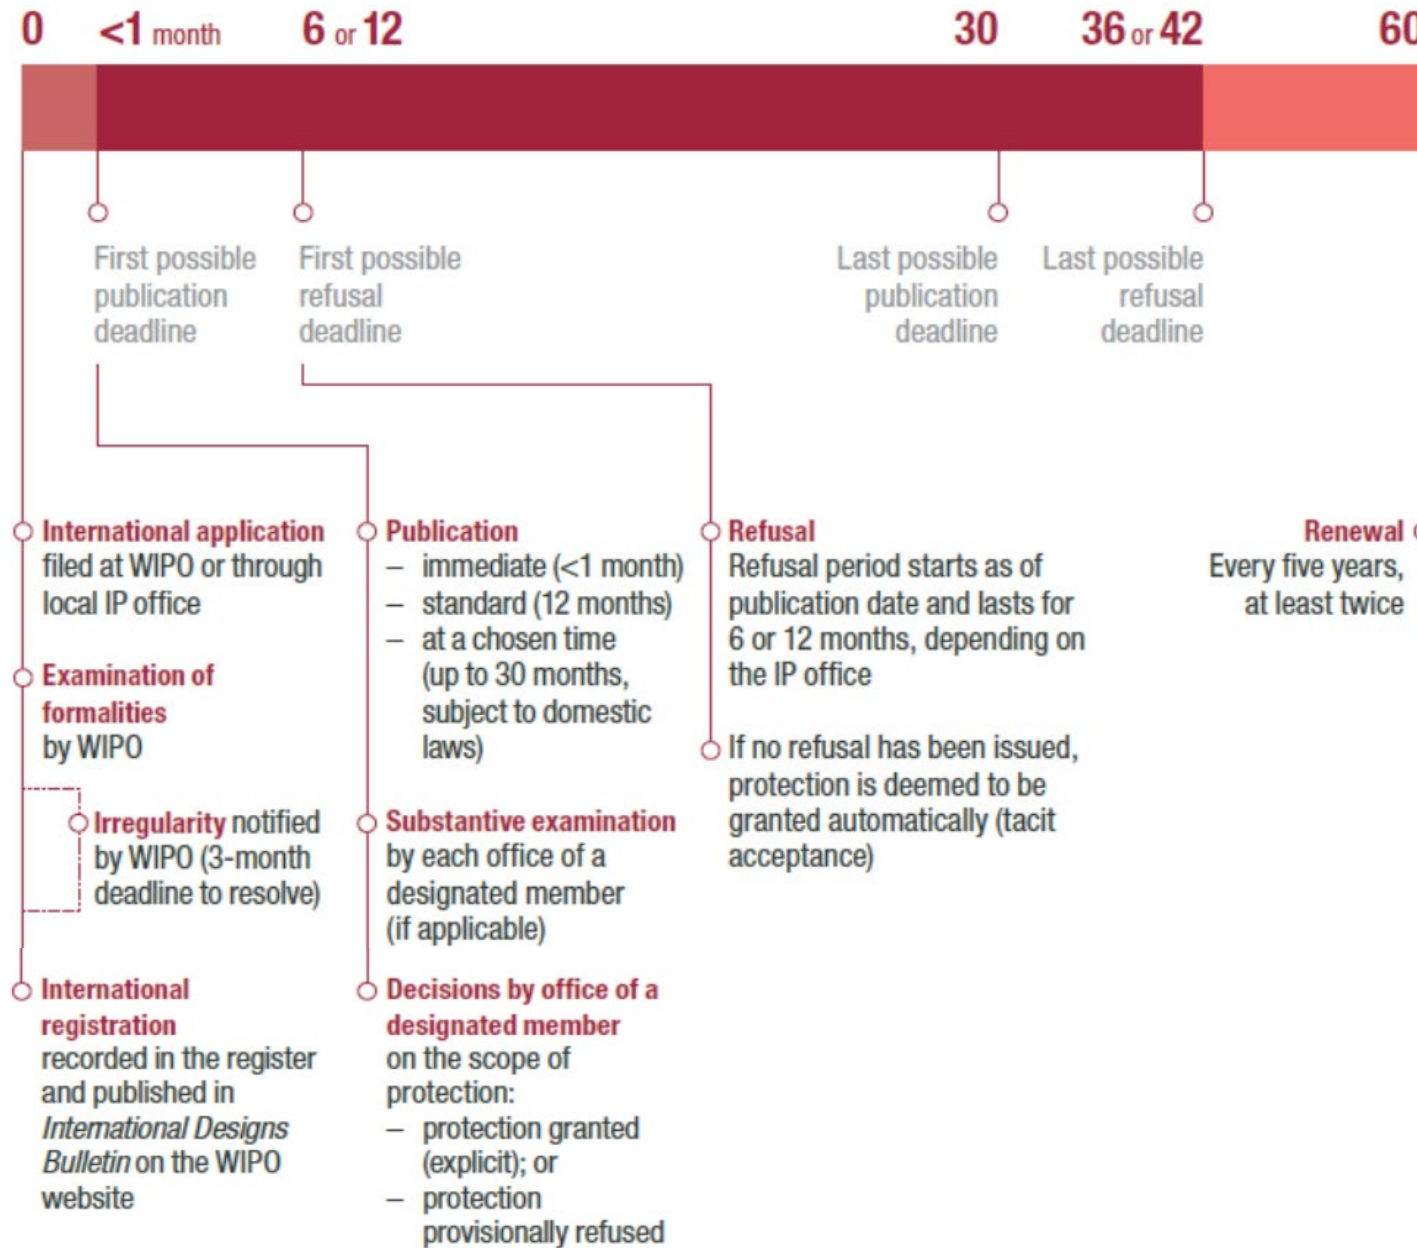 0 <1 month 6 or 12 30 36 or 42 60
First possible
publication
deadline
First possible
refusal
deadline
Last possible
publication
deadline
Last possible
refusal
deadline
International application
filed at WIPO or through
local IP office
Examination of
formalities
by WIPO
Irregularity notified
by WIPO (3-month
deadline to resolve)
International
registration
recorded in the register
and published in
International Designs
Bulletin on the WIPO
website
Publication
– immediate (<1 month)
– standard (12 months)
– at a chosen time
(up to 30 months,
subject to domestic
laws)
Substantive examination
by each office of a
designated member
(if applicable)
Decisions by office of a
designated member
on the scope of
protection:
– protection granted
(explicit); or
– protection
provisionally refused
Refusal
Refusal period starts as of
publication date and lasts for
6 or 12 months, depending on
the IP office
If no refusal has been issued,
protection is deemed to be
granted automatically (tacit
acceptance)
Renewal
Every five years,
at least twice